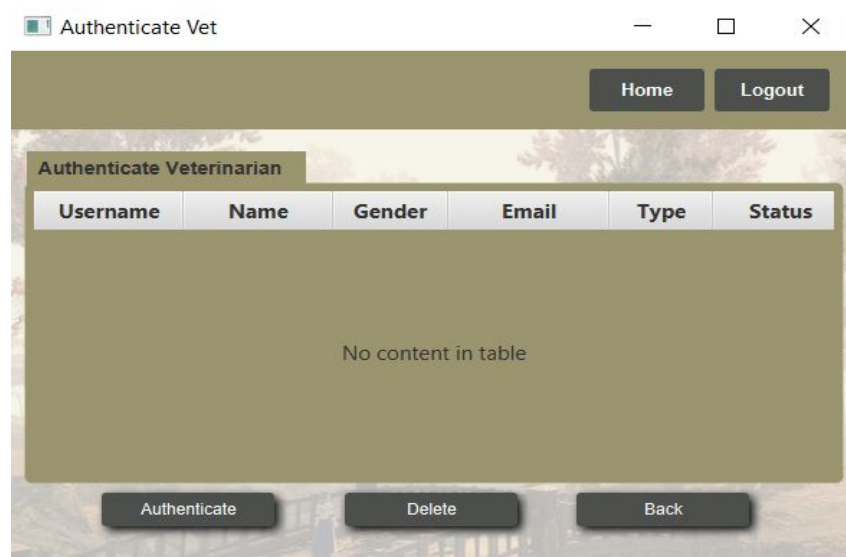 Authenticate Vet
Home Logout
Authenticate Veterinarian
Username Name Gender Email Type Status
No content in table
Authenticate Delete Back